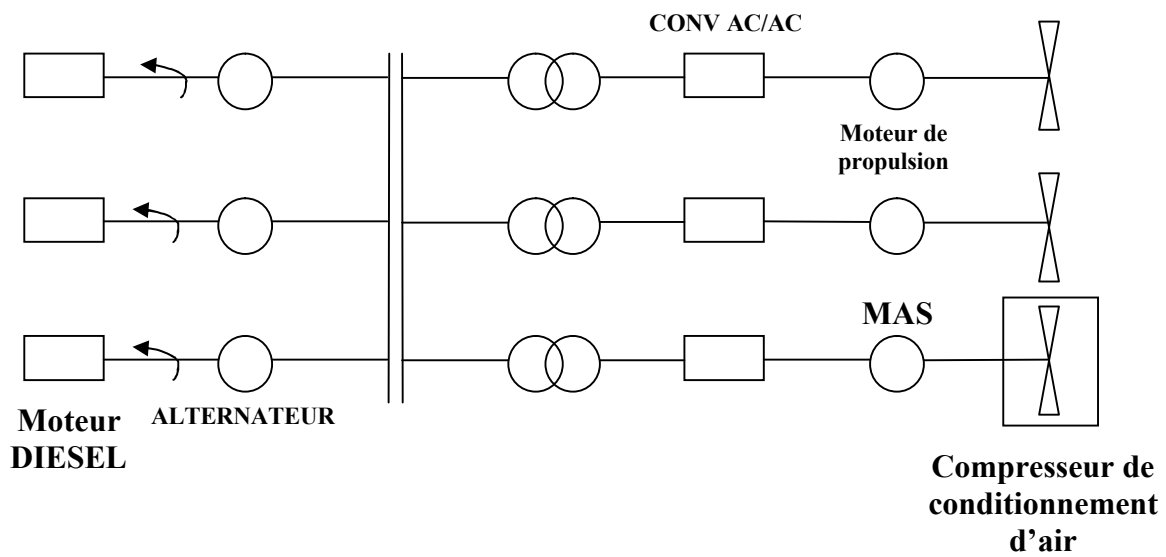 CONV AC/AC
Moteur de
propulsion
MAS
Moteur
DIESEL
ALTERNATEUR
Compresseur de
conditionnement
d’air